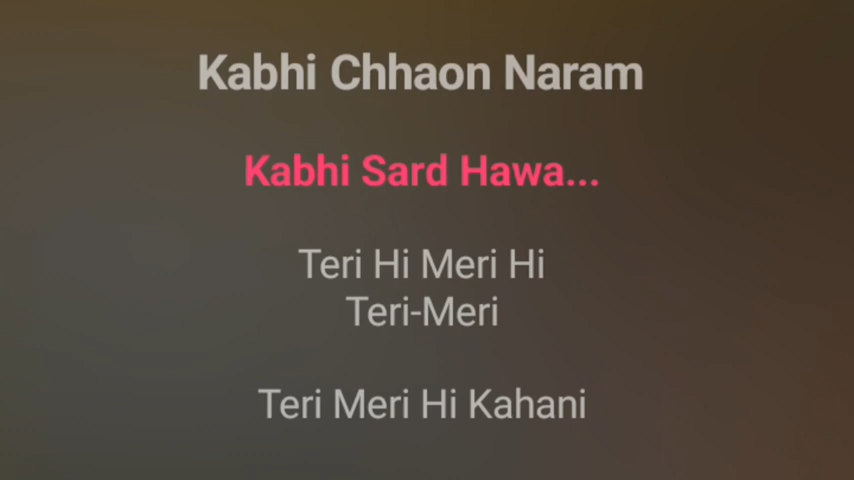 Kabhi Chhaon Naram
Kabhi Sard Hawa...
Teri Hi Meri Hi
Teri-Meri
Teri Meri Hi Kahani